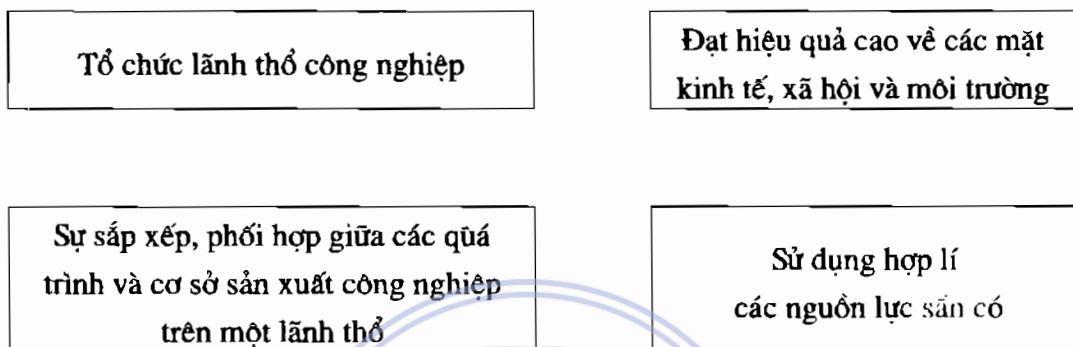 Tổ chức lãnh thổ công nghiệp
Đạt hiệu quả cao về các mặt
kinh tế, xã hội và môi trường
Sự sắp xếp, phối hợp giữa các quá
trình và cơ sở sản xuất công nghiệp
trên một lãnh thổ
Sử dụng hợp lí
các nguồn lực sẵn có